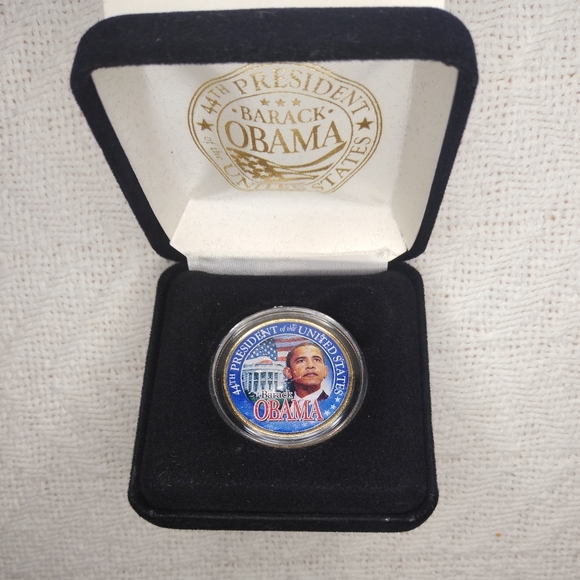 44TH PRESIDENT
BARACK
OBAMA
of the UNITED STATES
44TH PRESIDENT of the UNITED STATES
Barack
OBAMA